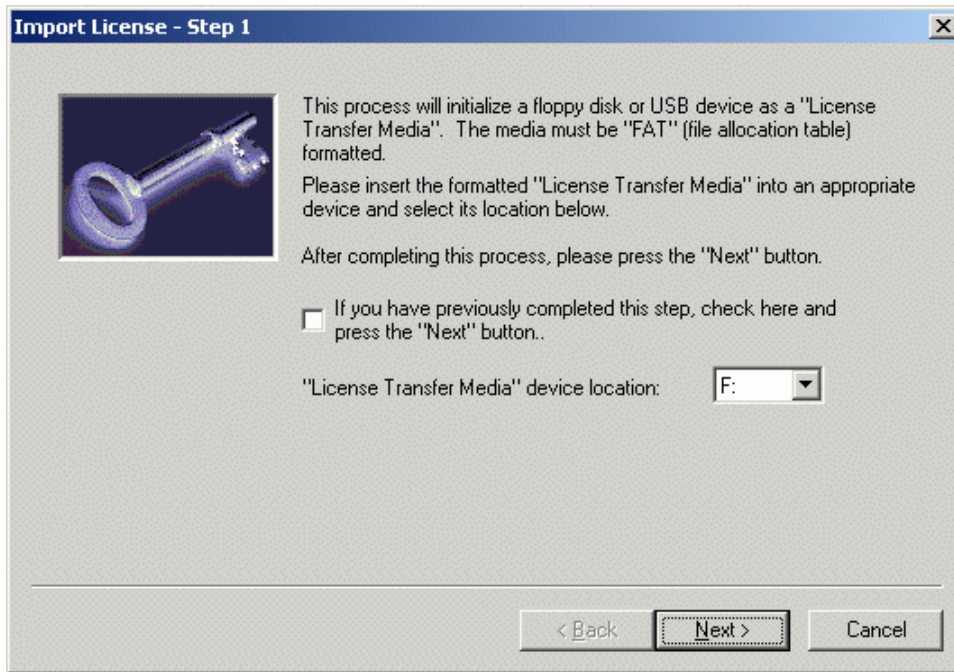 Import License - Step 1
This process will initialize a floppy disk or USB device as a "License
Transfer Media".  The media must be "FAT" (file allocation table)
formatted.
Please insert the formatted "License Transfer Media" into an appropriate
device and select its location below.
After completing this process, please press the "Next" button.
If you have previously completed this step, check here and
press the "Next" button..
"License Transfer Media" device location:
F:
< Back
Next >
Cancel